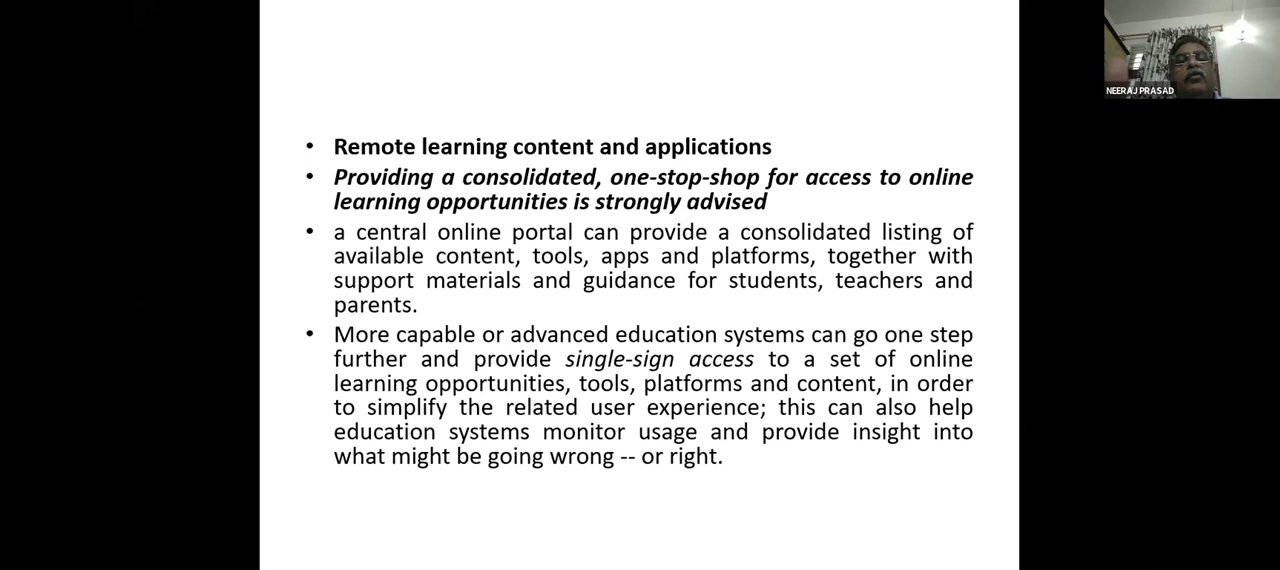 • Remote learning content and applications
• Providing a consolidated, one-stop-shop for access to online
learning opportunities is strongly advised
• a central online portal can provide a consolidated listing of
available content, tools, apps and platforms, together with
support materials and guidance for students, teachers and
parents.
• More capable or advanced education systems can go one step
further and provide single-sign access to a set of online
learning opportunities, tools, platforms and content, in order
to simplify the related user experience; this can also help
education systems monitor usage and provide insight into
what might be going wrong -- or right.
NEERAJ PRASAD